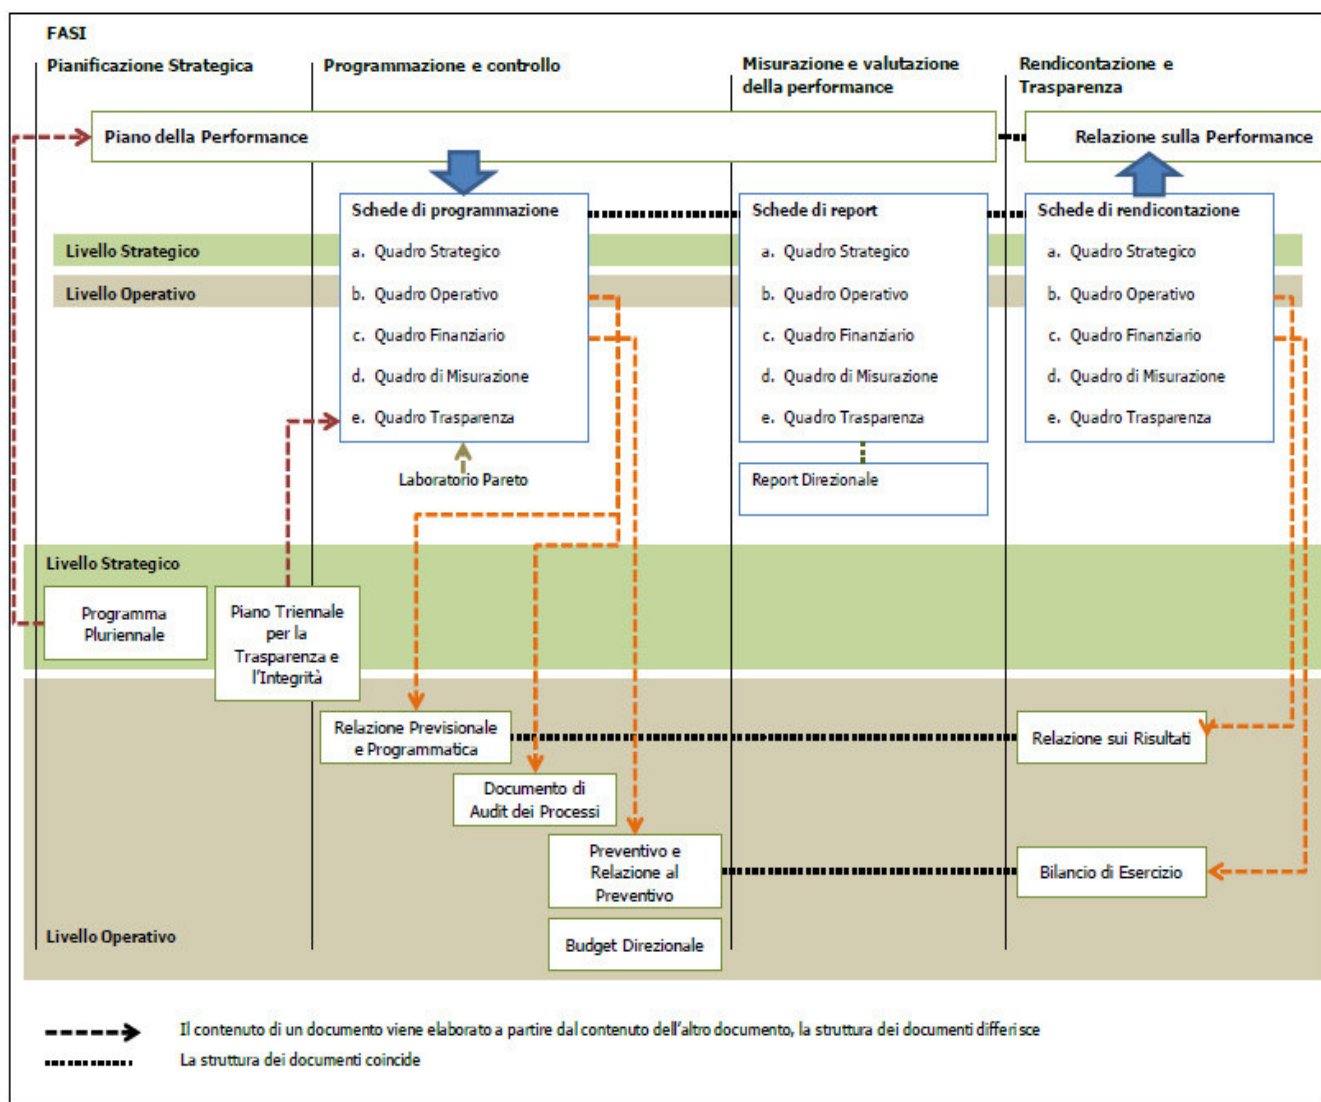 FASI
Pianificazione Strategica
Programmazione e controllo
Misurazione e valutazione
della performance
Rendicontazione e
Trasparenza
Piano della Performance
Relazione sulla Performance
Schede di programmazione
a. Quadro Strategico
b. Quadro Operativo
c. Quadro Finanziario
d. Quadro di Misurazione
e. Quadro Trasparenza
Schede di report
a. Quadro Strategico
b. Quadro Operativo
c. Quadro Finanziario
d. Quadro di Misurazione
e. Quadro Trasparenza
Schede di rendicontazione
a. Quadro Strategico
b. Quadro Operativo
c. Quadro Finanziario
d. Quadro di Misurazione
e. Quadro Trasparenza
Livello Strategico
Livello Operativo
Laboratorio Pareto
Report Direzionale
Livello Strategico
Programma
Pluriennale
Piano Triennale
per la
Trasparenza e
l'Integrità
Relazione Previsionale
e Programmatica
Relazione sui Risultati
Documento di
Audit dei Processi
Preventivo e
Relazione al
Preventivo
Bilancio di Esercizio
Livello Operativo
Budget Direzionale
Il contenuto di un documento viene elaborato a partire dal contenuto dell'altro documento, la struttura dei documenti differisce
La struttura dei documenti coincide